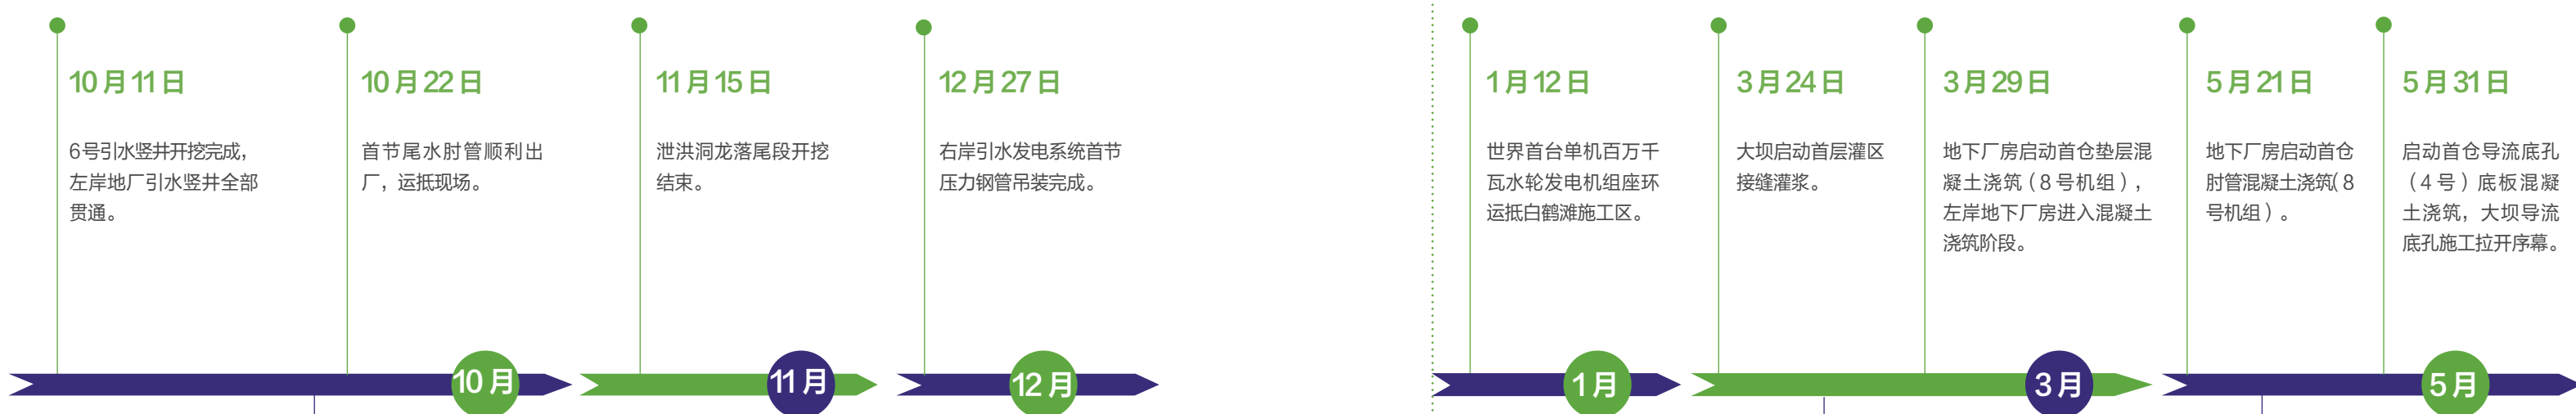 10月11日
6号引水竖井开挖完成，
左岸地厂引水竖井全部
贯通。
10月22日
首节尾水肘管顺利出
厂，运抵现场。
11月15日
泄洪洞龙落尾段开挖
结束。
12月27日
右岸引水发电系统首节
压力钢管吊装完成。
1月12日
世界首台单机百万千
瓦水轮发电机组座环
运抵白鹤滩施工区。
3月24日
大坝启动首层灌区
接缝灌浆。
3月29日
地下厂房启动首仓垫层混
凝土浇筑（8号机组），
左岸地下厂房进入混凝土
浇筑阶段。
5月21日
地下厂房启动首仓
肘管混凝土浇筑（8
号机组）。
5月31日
启动首仓导流底孔
（4号）底板混凝
土浇筑，大坝导流
底孔施工拉开序幕。
10月
11月
12月
1月
3月
5月